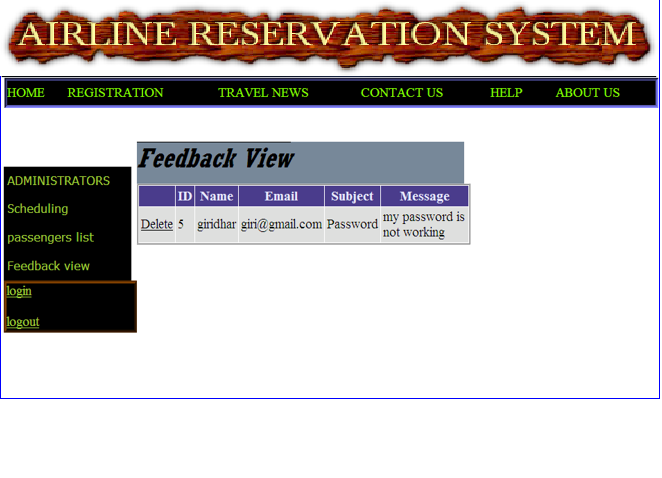 AIRLINE RESERVATION SYSTEM
HOME REGISTRATION TRAVEL NEWS CONTACT US HELP ABOUT US
ADMINISTRATORS
Scheduling
passengers list
Feedback view
login
logout
Feedback View
ID Name Email Subject Message
Delete 5 giridhar giri@gmail.com Password my password is
not working